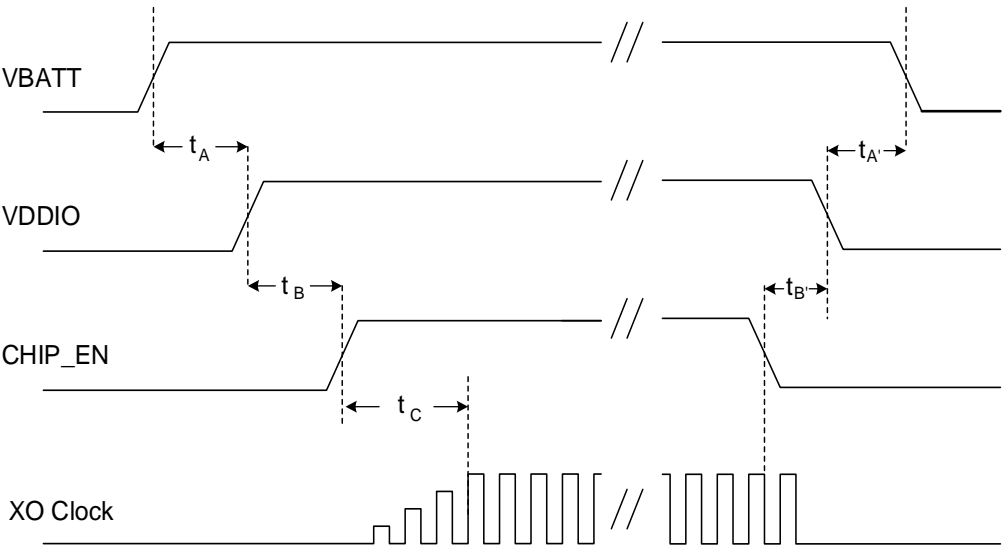 VBATT
tA
tA'
VDDIO
tB
tB'
CHIP_EN
tC
XO Clock